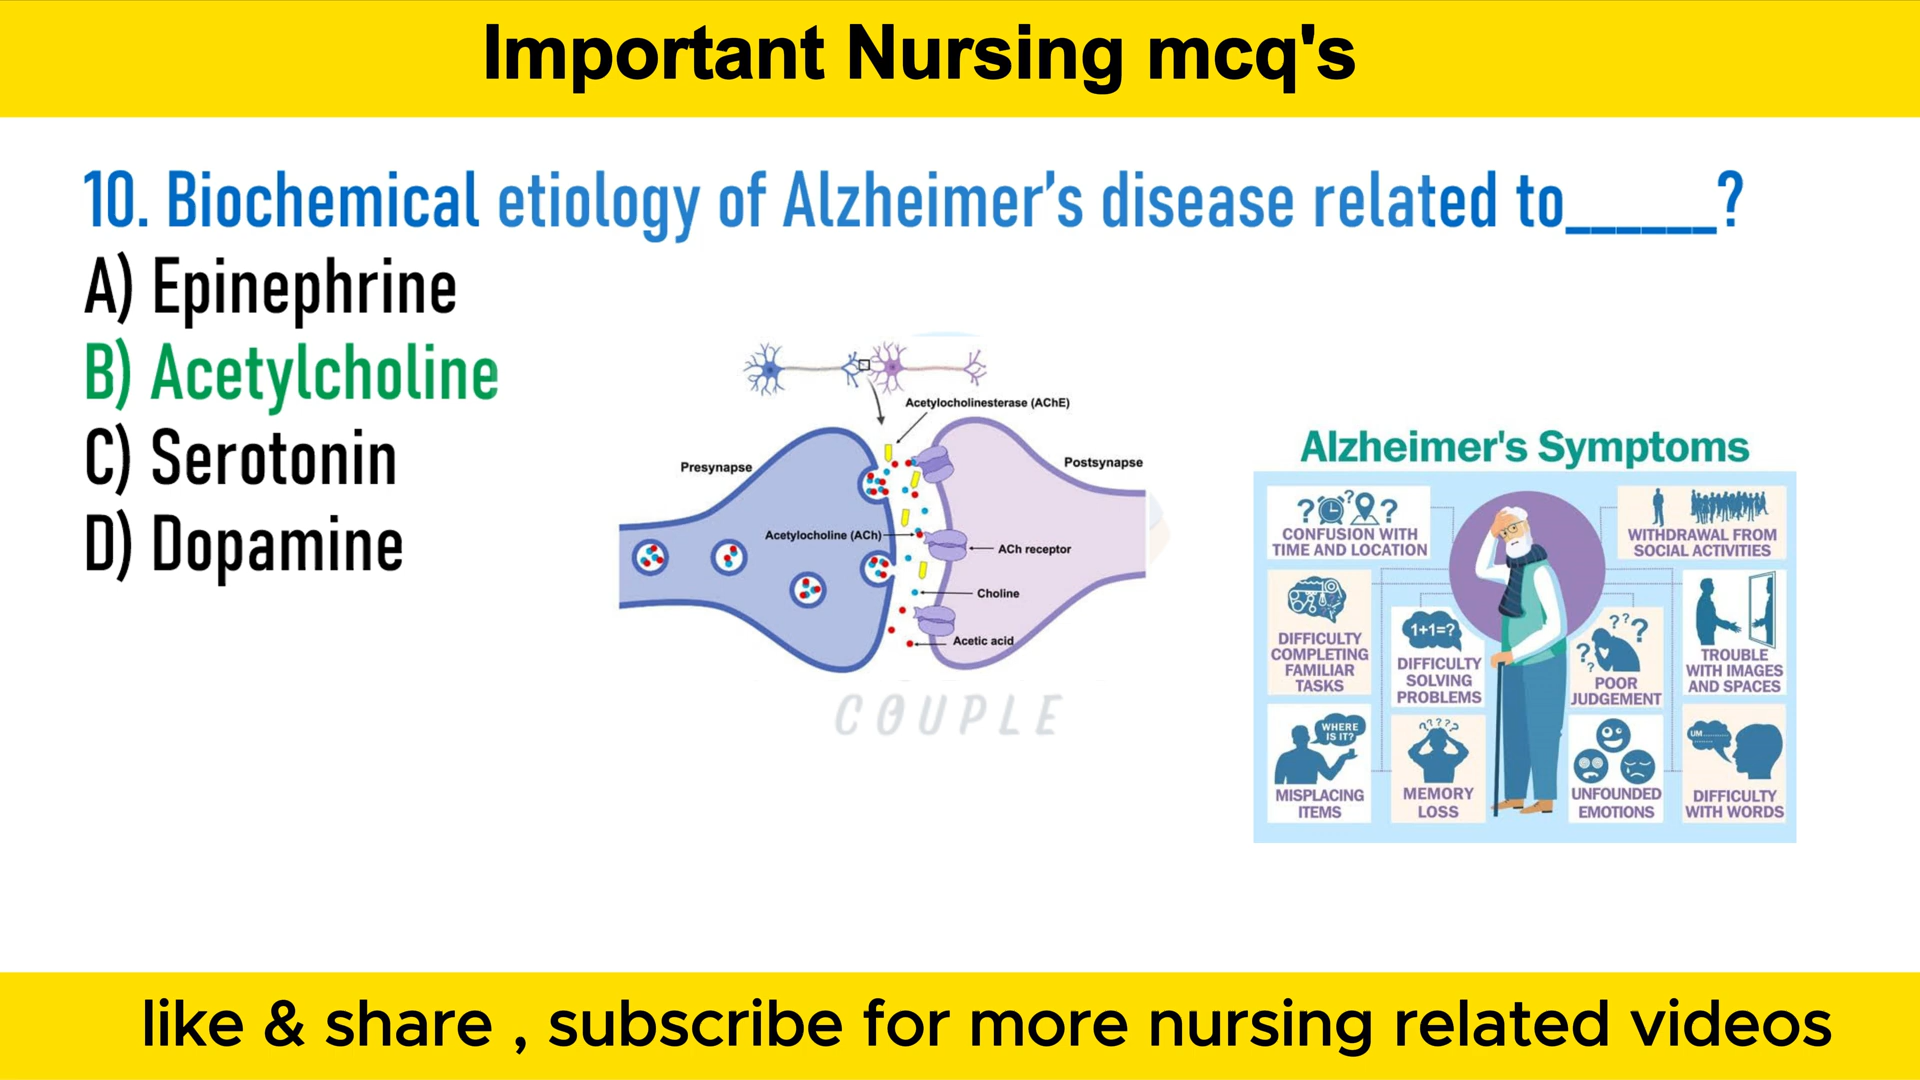 Important Nursing mcq's
10. Biochemical etiology of Alzheimer's disease related to______?
A) Epinephrine
B) Acetylcholine
C) Serotonin
D) Dopamine
Acetylocholinesterase (AChE)
Presynapse
Postsynapse
Acetylocholine (ACh)
ACh receptor
Choline
Acetic acid
COUPLE
Alzheimer's Symptoms
? ? ?
CONFUSION WITH
TIME AND LOCATION
WITHDRAWAL FROM
SOCIAL ACTIVITIES
DIFFICULTY
COMPLETING
FAMILIAR
TASKS
1+1=?
DIFFICULTY
SOLVING
PROBLEMS
? ? ?
? ?
POOR
JUDGEMENT
TROUBLE
WITH IMAGES
AND SPACES
WHERE
IS IT?
MISPLACING
ITEMS
? ? ? ?
MEMORY
LOSS
UNFOUNDED
EMOTIONS
UM..........
DIFFICULTY
WITH WORDS
like & share , subscribe for more nursing related videos